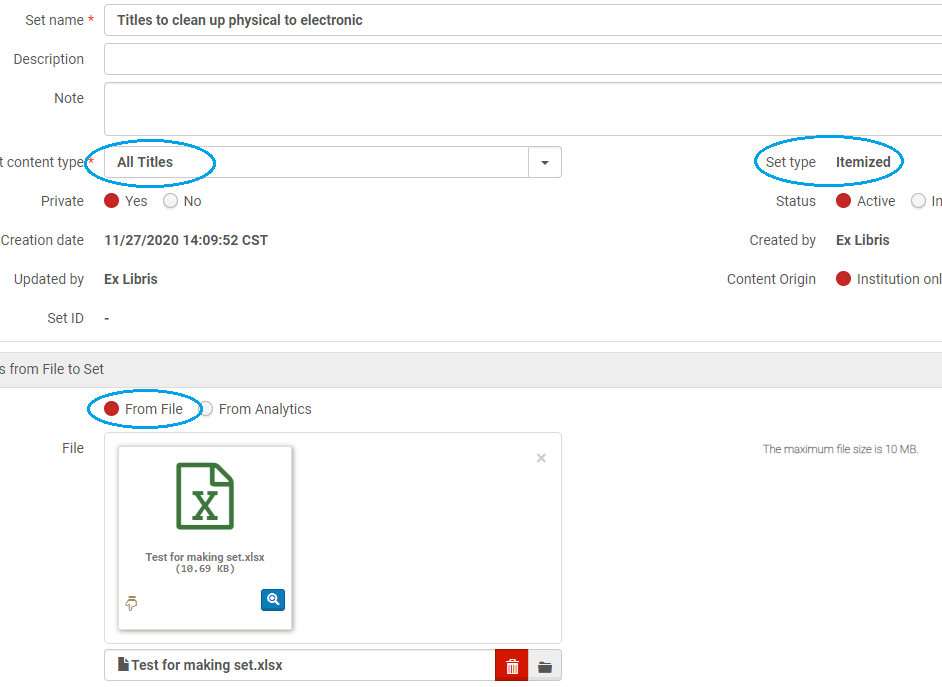 Set name * Titles to clean up physical to electronic
Description
Note
t content type * All Titles Set type Itemized
Private Yes No Status Active In
Creation date 11/27/2020 14:09:52 CST Created by Ex Libris
Updated by Ex Libris Content Origin Institution onl
Set ID -
s from File to Set
From File From Analytics
File The maximum file size is 10 MB.
×
X
Test for making set.xlsx
(10.69 KB)
Test for making set.xlsx